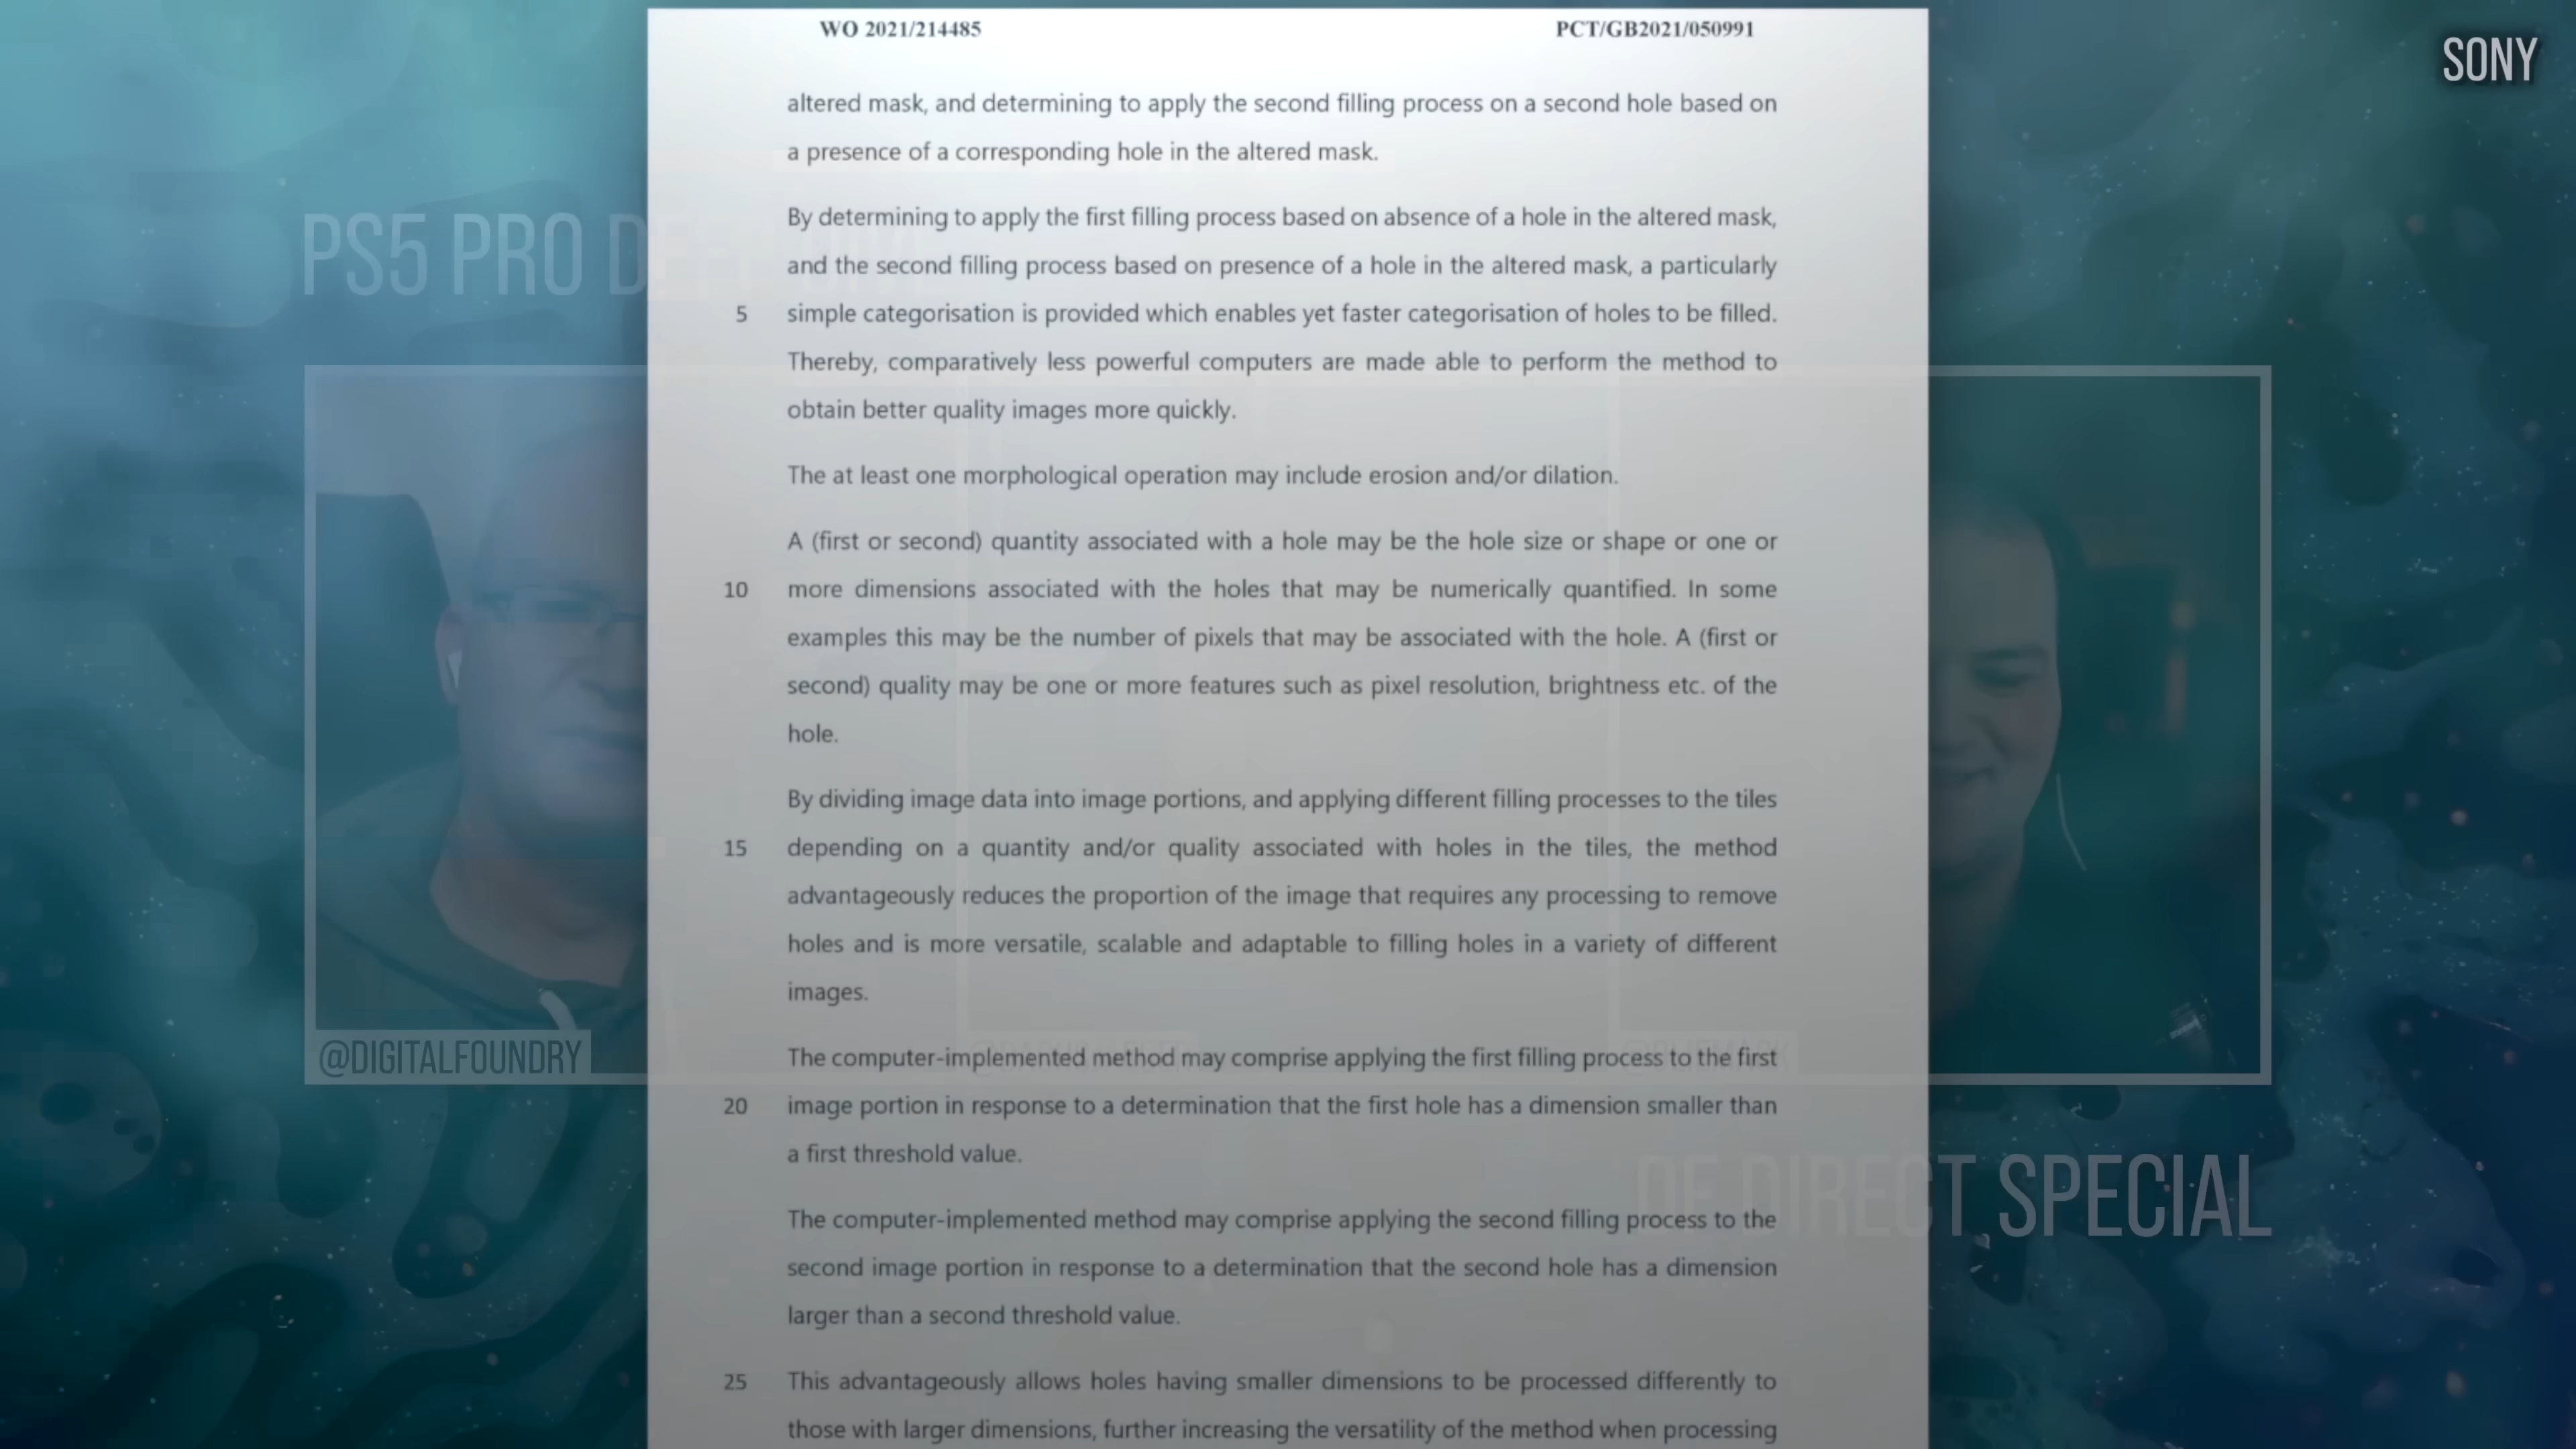 WO 2021/214485 PCT/GB2021/050991
SONY
altered mask, and determining to apply the second filling process on a second hole based on
a presence of a corresponding hole in the altered mask.
PS5 PRO
By determining to apply the first filling process based on absence of a hole in the altered mask,
and the second filling process based on presence of a hole in the altered mask, a particularly
5 simple categorisation is provided which enables yet faster categorisation of holes to be filled.
Thereby, comparatively less powerful computers are made able to perform the method to
obtain better quality images more quickly.
The at least one morphological operation may include erosion and/or dilation.
A (first or second) quantity associated with a hole may be the hole size or shape or one or
10 more dimensions associated with the holes that may be numerically quantified. In some
examples this may be the number of pixels that may be associated with the hole. A (first or
second) quality may be one or more features such as pixel resolution, brightness etc. of the
hole.
By dividing image data into image portions, and applying different filling processes to the tiles
15 depending on a quantity and/or quality associated with holes in the tiles, the method
advantageously reduces the proportion of the image that requires any processing to remove
holes and is more versatile, scalable and adaptable to filling holes in a variety of different
images.
@DIGITALFOUNDRY
The computer-implemented method may comprise applying the first filling process to the first
20 image portion in response to a determination that the first hole has a dimension smaller than
a first threshold value.
DF DIRECT SPECIAL
The computer-implemented method may comprise applying the second filling process to the
second image portion in response to a determination that the second hole has a dimension
larger than a second threshold value.
25 This advantageously allows holes having smaller dimensions to be processed differently to
those with larger dimensions, further increasing the versatility of the method when processing